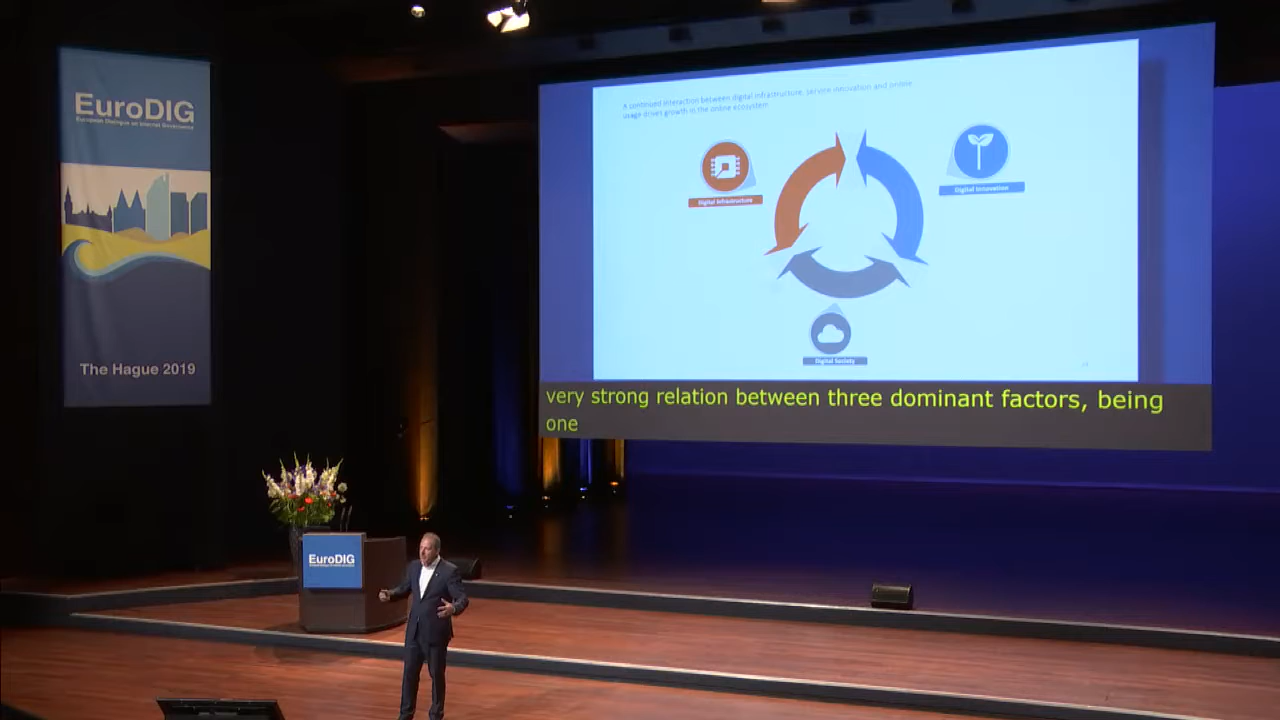 EuroDIG
European Dialogue on Internet Governance
The Hague 2019
A continued interaction between digital infrastructure, service innovation and online
usage drives growth in the online ecosystem
Digital Infrastructure
Digital Innovation
Digital Society
very strong relation between three dominant factors, being
one
EuroDIG